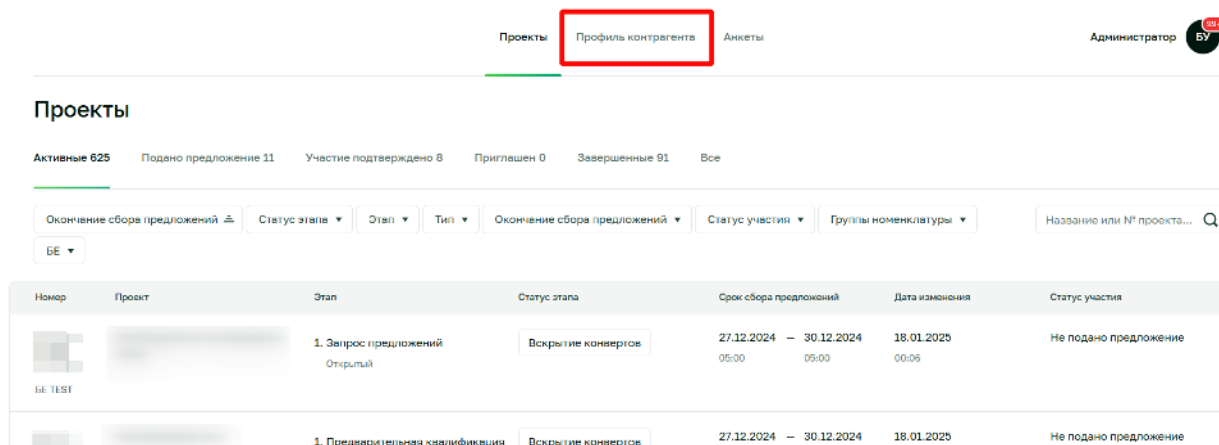 Проекты Профиль контрагента Анкеты Администратор БУ
Проекты
Активные 625 Подано предложение 11 Участие подтверждено 8 Приглашен 0 Завершенные 91 Все
Окончание сбора предложений Статус этапа Этап Тип Окончание сбора предложений Статус участия Группы номенклатуры Название или № проекта...
БЕ
Номер Проект Этап Статус этапа Срок сбора предложений Дата изменения Статус участия
1. Запрос предложений Вскрытие конвертов 27.12.2024 — 30.12.2024 18.01.2025 Не подано предложение
Открытый 05:00 05:00 00:06
БЕ TEST
1. Предварительная квалификация Вскрытие конвертов 27.12.2024 — 30.12.2024 18.01.2025 Не подано предложение